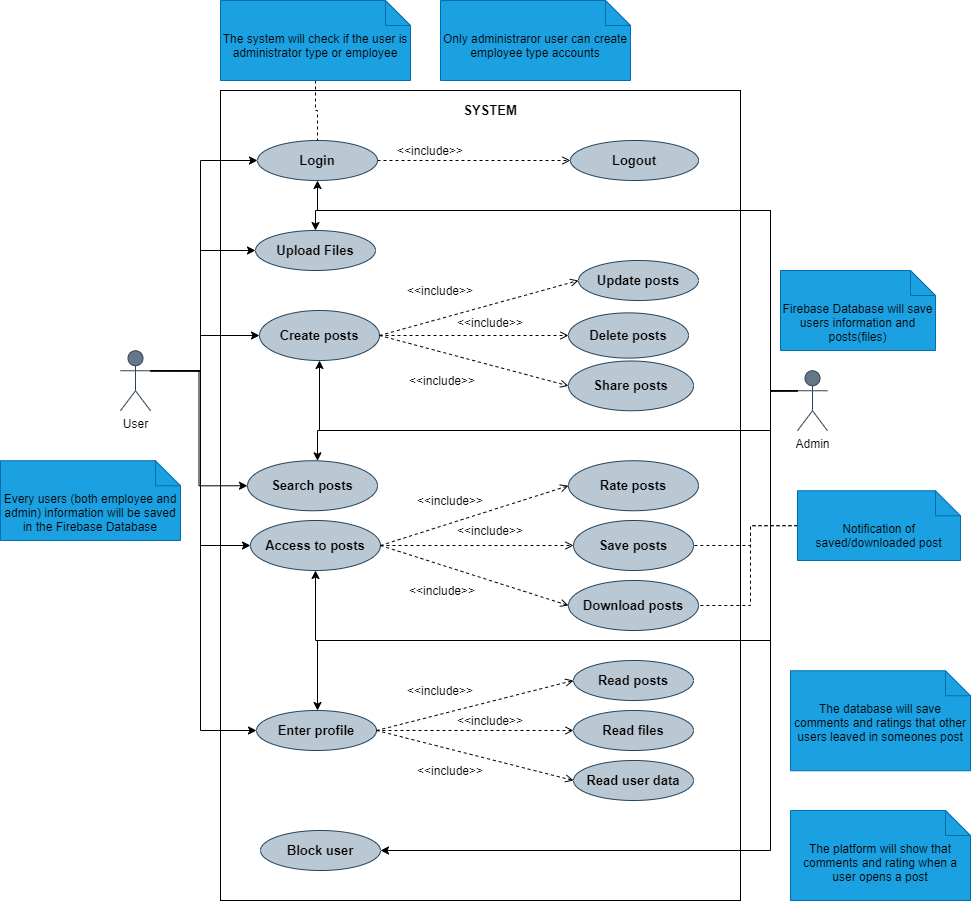 The system will check if the user is
administrator type or employee
Only administraror user can create
employee type accounts
SYSTEM
Login
<<include>>
Logout
Upload Files
Create posts
<<include>>
Update posts
<<include>>
Delete posts
<<include>>
Share posts
Firebase Database will save
users information and
posts(files)
User
Admin
Every users (both employee and
admin) information will be saved
in the Firebase Database
Search posts
Access to posts
<<include>>
Rate posts
<<include>>
Save posts
<<include>>
Download posts
Notification of
saved/downloaded post
Enter profile
<<include>>
Read posts
<<include>>
Read files
<<include>>
Read user data
The database will save
comments and ratings that other
users leaved in someones post
Block user
The platform will show that
comments and rating when a
user opens a post